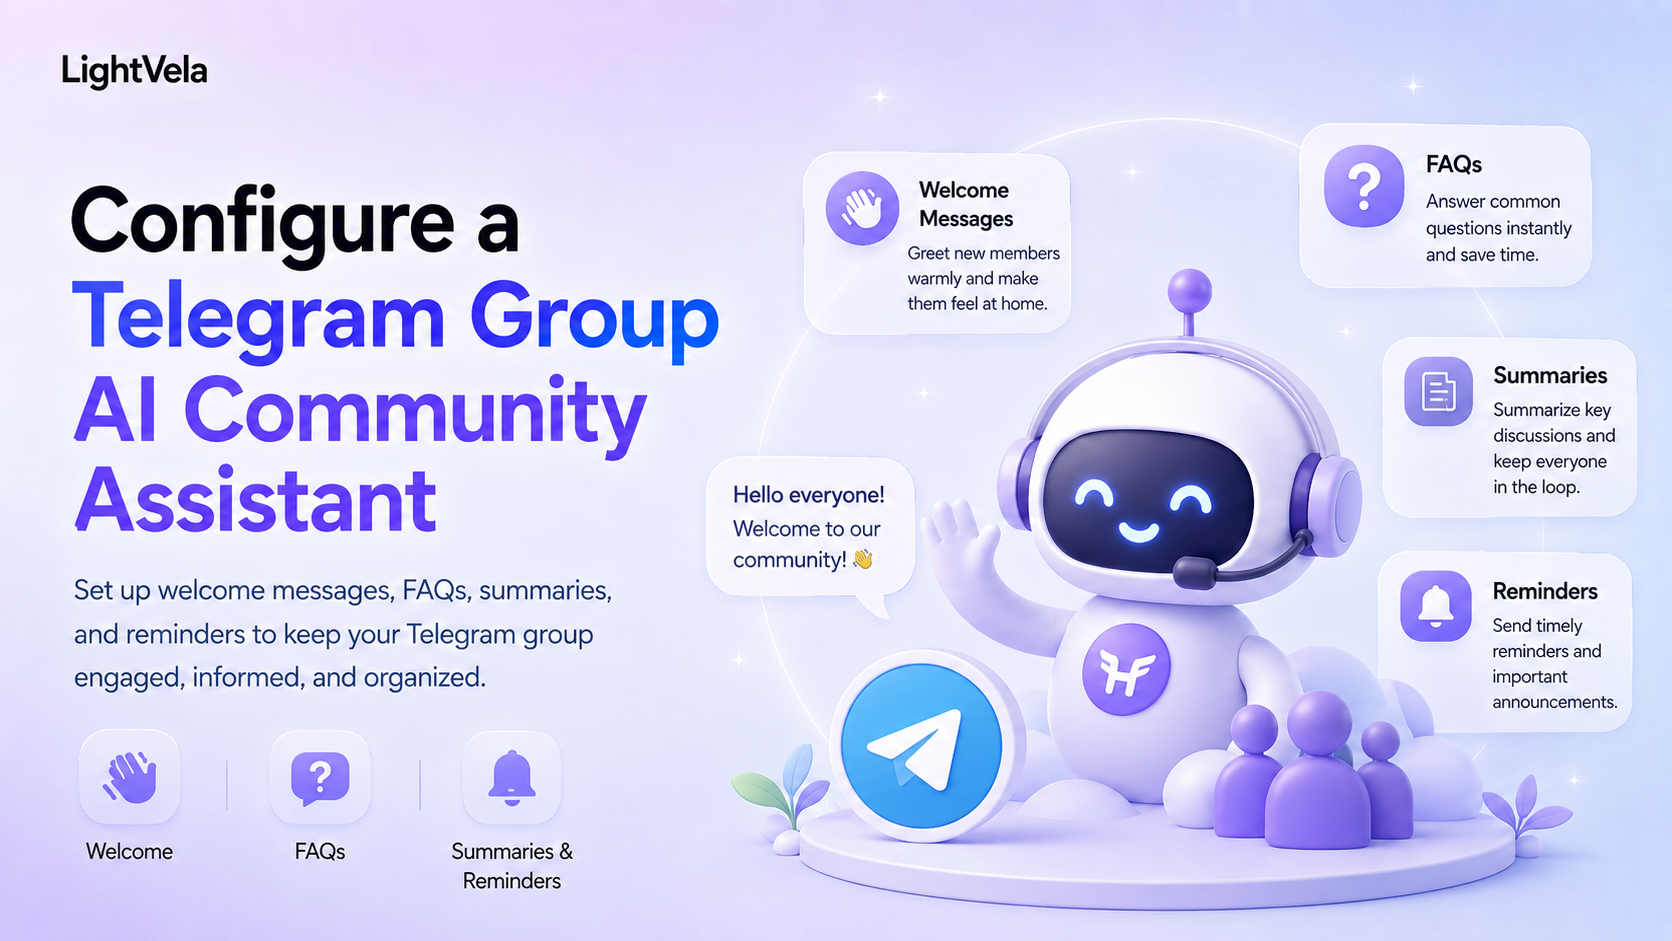 LightVela
Configure a
Telegram Group
AI Community
Assistant
Set up welcome messages, FAQs, summaries,
and reminders to keep your Telegram group
engaged, informed, and organized.
Welcome
FAQs
Summaries &
Reminders
Welcome
Messages
Greet new members
warmly and make
them feel at home.
FAQs
Answer common
questions instantly
and save time.
Summaries
Summarize key
discussions and
keep everyone
in the loop.
Reminders
Send timely
reminders and
important
announcements.
Hello everyone!
Welcome to our
community! 👋